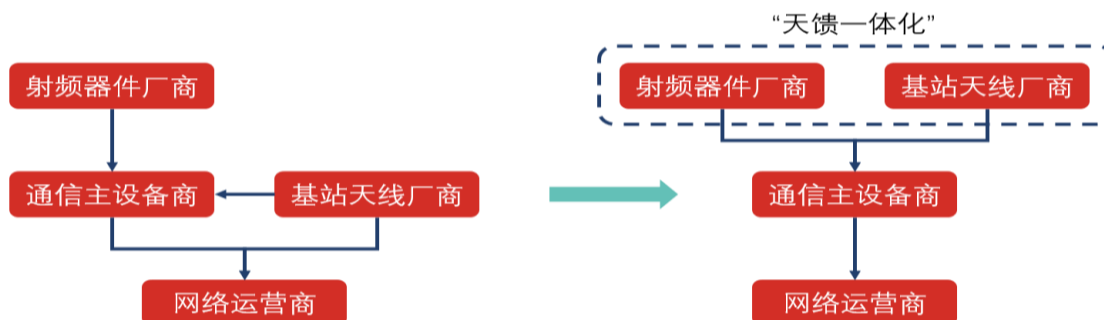 “天馈一体化”
射频器件厂商
射频器件厂商
基站天线厂商
通信主设备商
基站天线厂商
通信主设备商
网络运营商
网络运营商